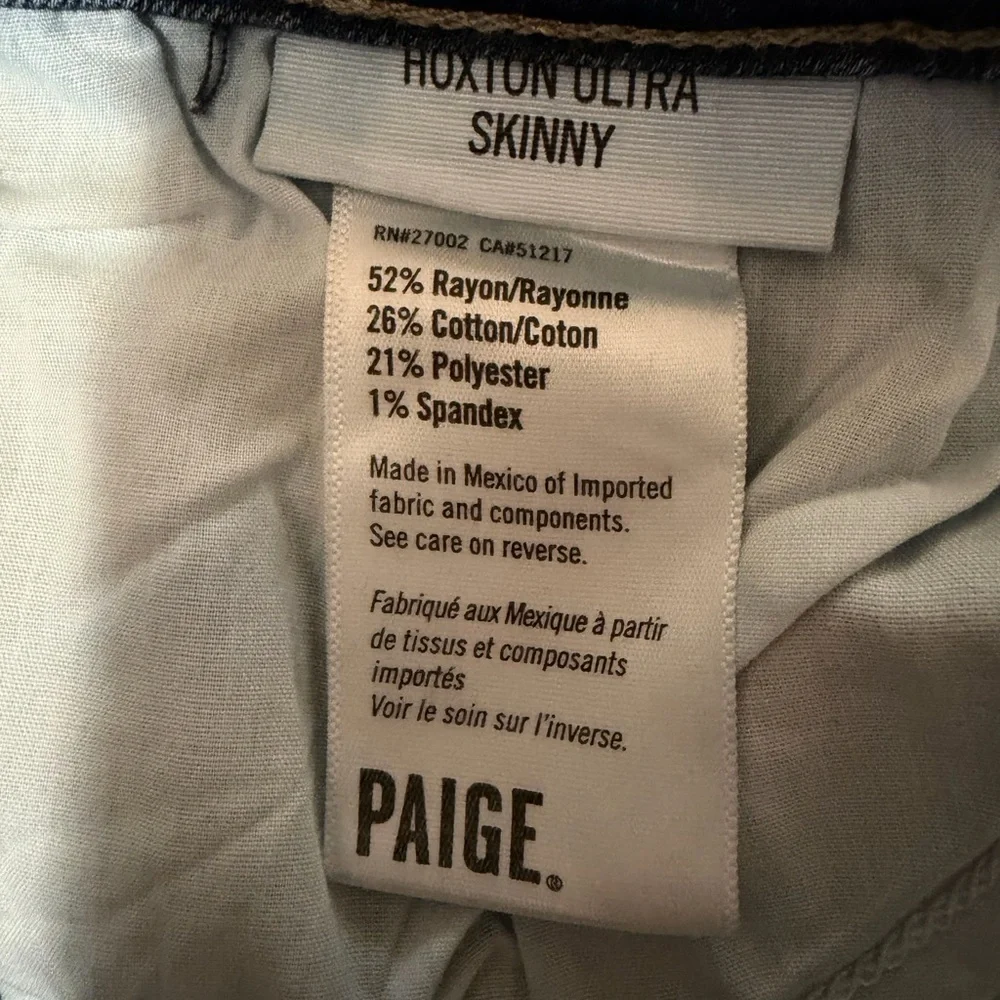 HOXTON ULTRA
SKINNY
RN#27002 CA#51217
52% Rayon/Rayonne
26% Cotton/Coton
21% Polyester
1% Spandex
Made in Mexico of Imported
fabric and components.
See care on reverse.
Fabriqué aux Mexique à partir
de tissus et composants
importés
Voir le soin sur l'inverse.
PAIGE®